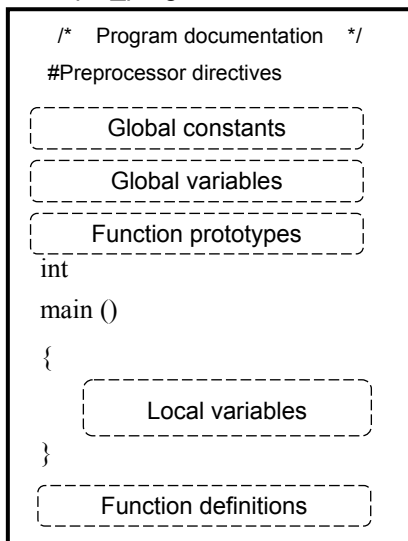 /* Program documentation */
#Preprocessor directives
Global constants
Global variables
Function prototypes
int
main ()
{
Local variables
}
Function definitions